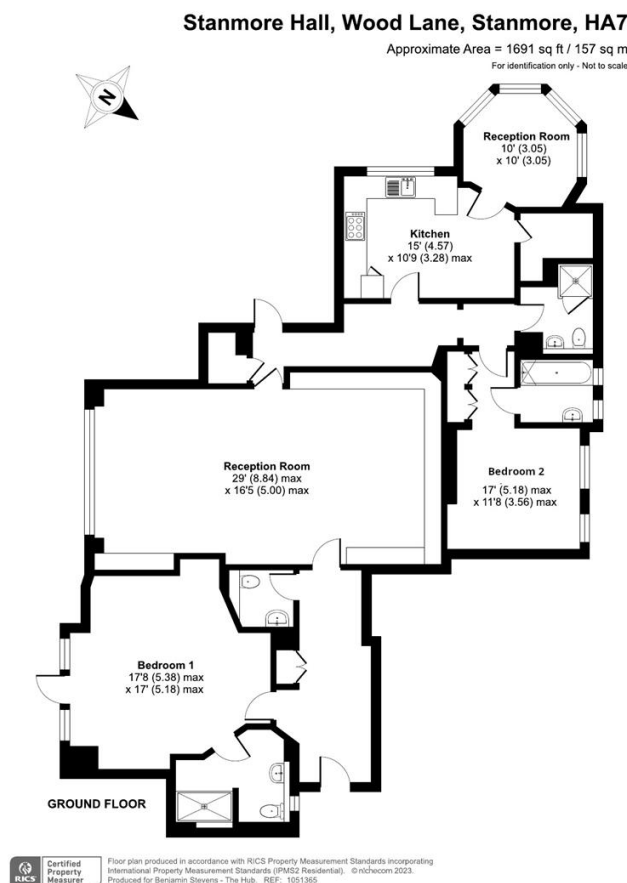 Stanmore Hall, Wood Lane, Stanmore, HA7
Approximate Area = 1691 sq ft / 157 sq m
For identification only - Not to scale
N
Reception Room
10' (3.05)
x 10' (3.05)
Kitchen
15' (4.57)
x 10'9 (3.28) max
Reception Room
29' (8.84) max
x 16'5 (5.00) max
Bedroom 2
17' (5.18) max
x 11'8 (3.56) max
Bedroom 1
17'8 (5.38) max
x 17' (5.18) max
GROUND FLOOR
RICS
Certified
Property
Measurer
Floor plan produced in accordance with RICS Property Measurement Standards incorporating
International Property Measurement Standards (IPMS2 Residential). © nichecom 2023.
Produced for Benjamin Stevens - The Hub. REF: 1051365